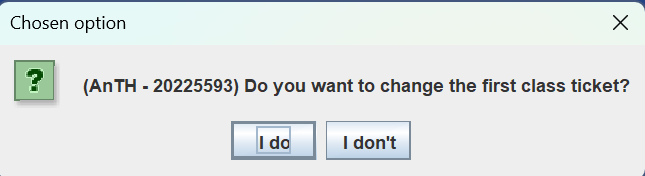 Chosen option
(AnTH - 20225593) Do you want to change the first class ticket?
I do
I don't